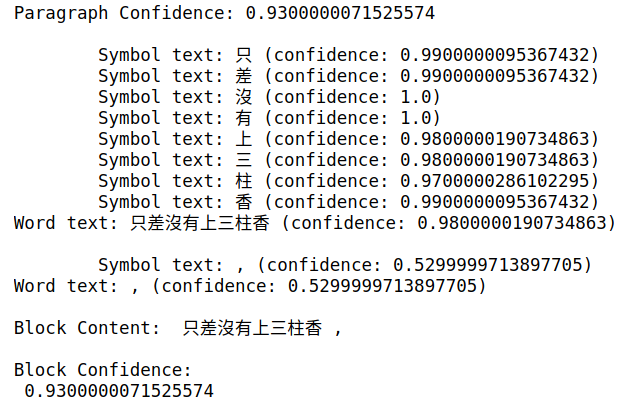 Paragraph Confidence: 0.9300000071525574
Symbol text: 只 (confidence: 0.9900000095367432)
Symbol text: 差 (confidence: 0.9900000095367432)
Symbol text: 沒 (confidence: 1.0)
Symbol text: 有 (confidence: 1.0)
Symbol text: 上 (confidence: 0.9800000190734863)
Symbol text: 三 (confidence: 0.9800000190734863)
Symbol text: 柱 (confidence: 0.9700000286102295)
Symbol text: 香 (confidence: 0.9900000095367432)
Word text: 只差沒有上三柱香 (confidence: 0.9800000190734863)
Symbol text: , (confidence: 0.5299999713897705)
Word text: , (confidence: 0.5299999713897705)
Block Content:  只差沒有上三柱香 ,
Block Confidence:
0.9300000071525574